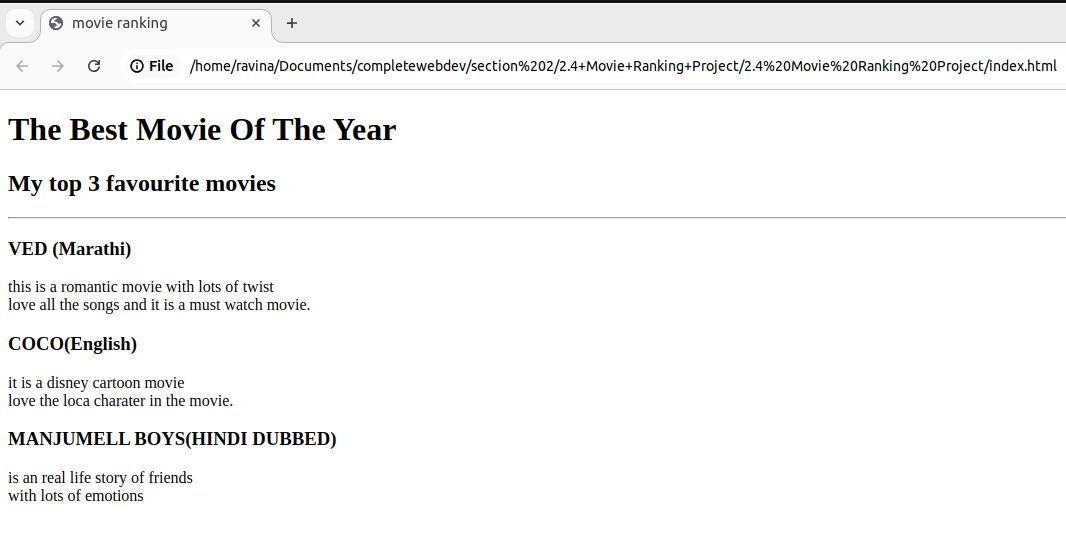 movie ranking
File /home/ravina/Documents/completewebdev/section%202/2.4+Movie+Ranking+Project/2.4%20Movie%20Ranking%20Project/index.html
The Best Movie Of The Year
My top 3 favourite movies
VED (Marathi)
this is a romantic movie with lots of twist
love all the songs and it is a must watch movie.
COCO(English)
it is a disney cartoon movie
love the loca charater in the movie.
MANJUMELL BOYS(HINDI DUBBED)
is an real life story of friends
with lots of emotions